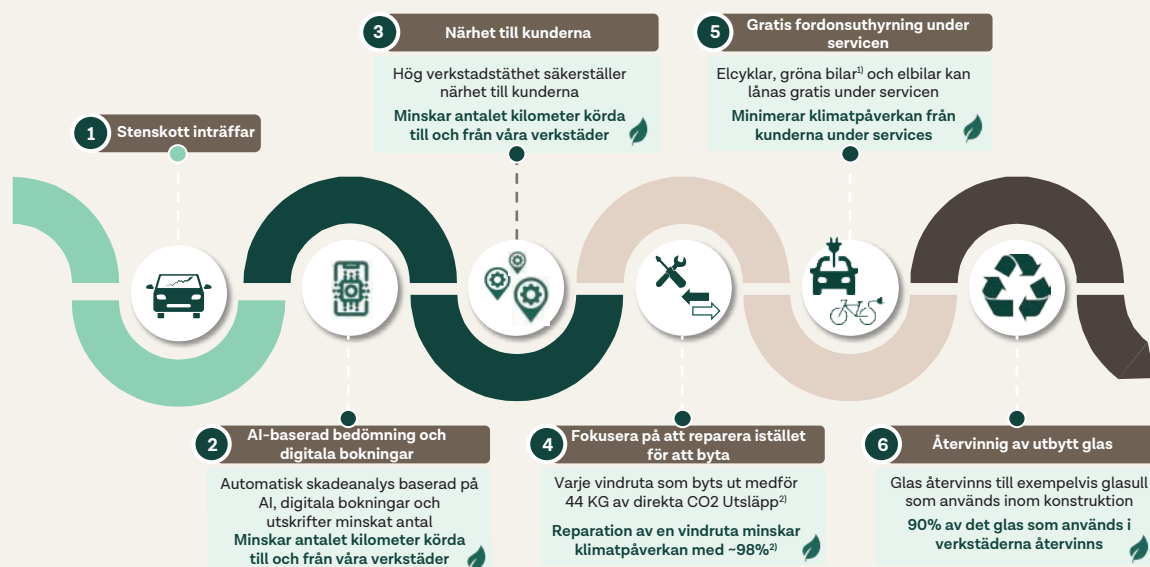 1
Stenskott inträffar
2
AI-baserad bedömning och
digitala bokningar
Automatisk skadeanalys baserad på
AI, digitala bokningar och
utskrifter minskat antal
Minskar antalet kilometer körda
till och från våra verkstäder
3
Närhet till kunderna
Hög verkstadstäthet säkerställer
närhet till kunderna
Minskar antalet kilometer körda
till och från våra verkstäder
4
Fokusera på att reparera istället
för att byta
Varje vindruta som byts ut medför
44 KG av direkta CO2 Utsläpp2)
Reparation av en vindruta minskar
klimatpåverkan med ~98%2)
5
Gratis fordonsuthyrning under
servicen
Elcyklar, gröna bilar1) och elbilar kan
lånas gratis under servicen
Minimerar klimatpåverkan från
kunderna under services
6
Återvinnig av utbytt glas
Glas återvinns till exempelvis glasull
som används inom konstruktion
90% av det glas som används i
verkstäderna återvinns